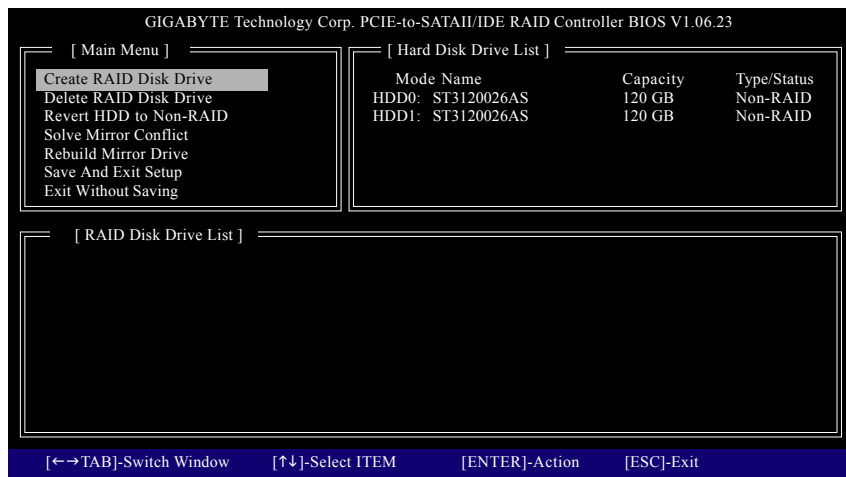 GIGABYTE Technology Corp. PCIE-to-SATAII/IDE RAID Controller BIOS V1.06.23
[ Main Menu ]
Create RAID Disk Drive
Delete RAID Disk Drive
Revert HDD to Non-RAID
Solve Mirror Conflict
Rebuild Mirror Drive
Save And Exit Setup
Exit Without Saving
[ Hard Disk Drive List ]
Mode Name Capacity Type/Status
HDD0: ST3120026AS 120 GB Non-RAID
HDD1: ST3120026AS 120 GB Non-RAID
[ RAID Disk Drive List ]
[←→TAB]-Switch Window [↑↓]-Select ITEM [ENTER]-Action [ESC]-Exit